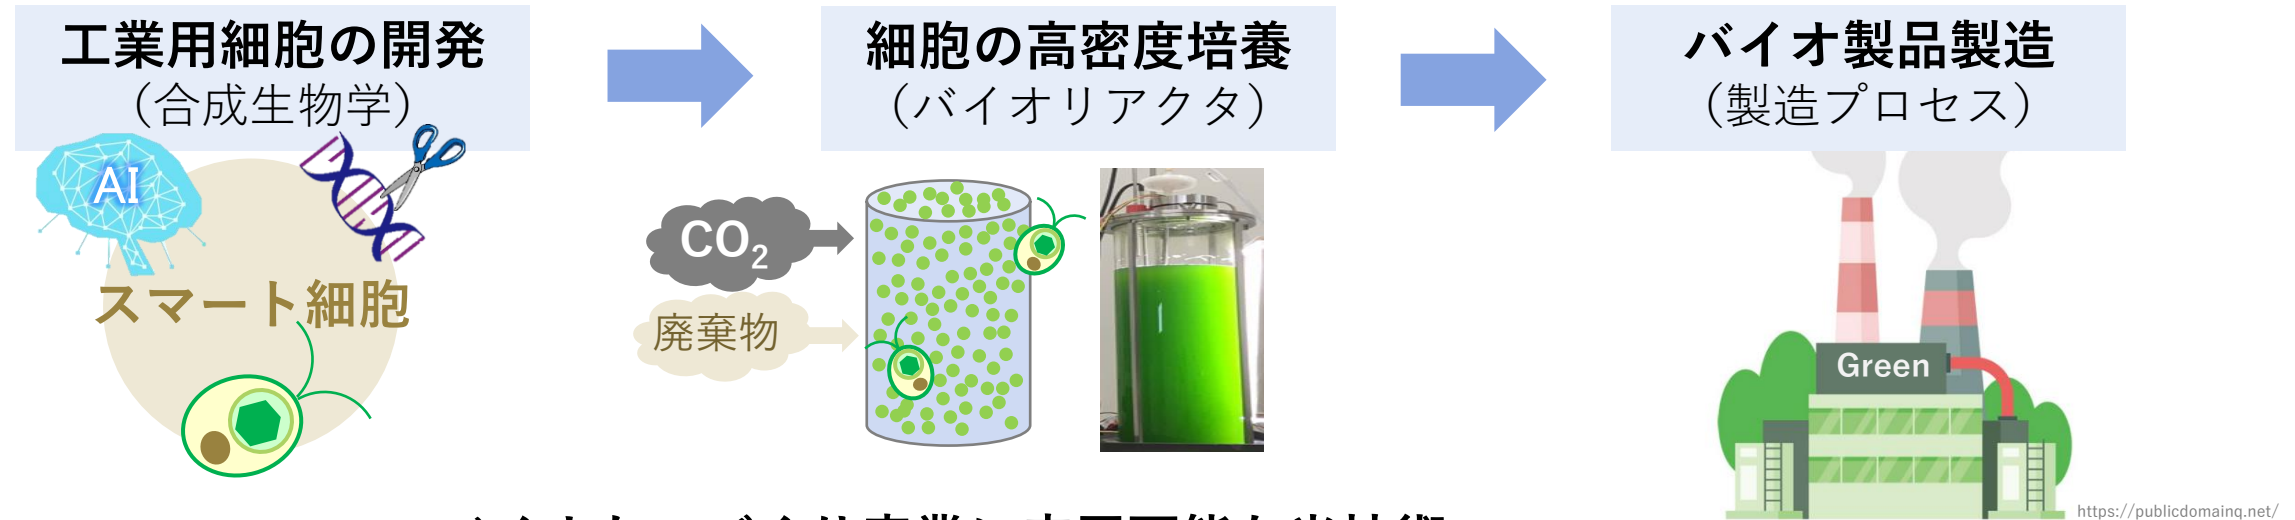 工業用細胞の開発
(合成生物学)
細胞の高密度培養
(バイオリアクタ)
バイオ製品製造
(製造プロセス)
AI
スマート細胞
CO2
廃棄物
Green
https://publicdomainq.net/